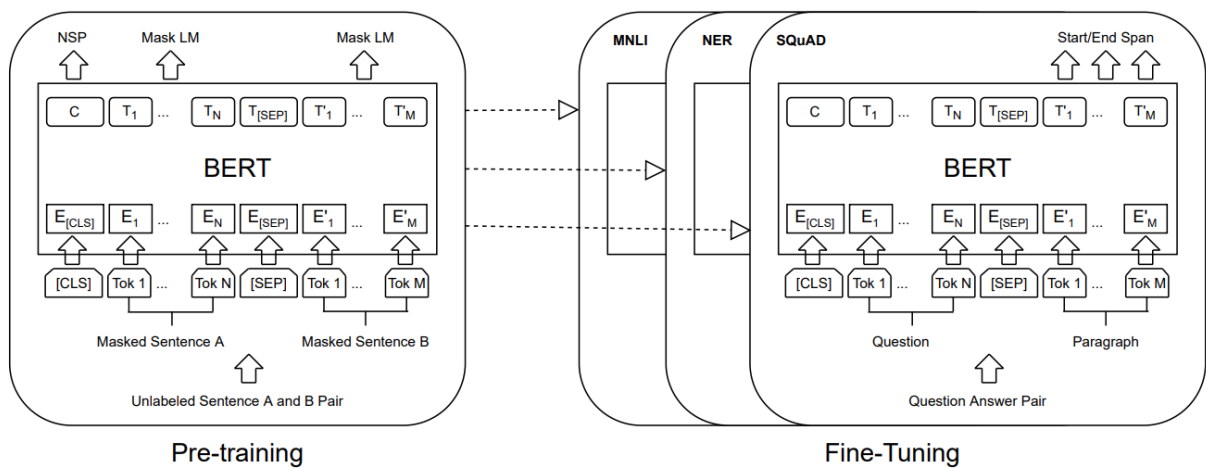 NSP Mask LM Mask LM
C T1 ... TN T[SEP] T'1 ... T'M
BERT
E[CLS] E1 ... EN E[SEP] E'1 ... E'M
[CLS] Tok 1 ... Tok N [SEP] Tok 1 ... Tok M
Masked Sentence A Masked Sentence B
Unlabeled Sentence A and B Pair
Pre-training
MNLI NER SQuAD Start/End Span
C T1 ... TN T[SEP] T'1 ... T'M
BERT
E[CLS] E1 ... EN E[SEP] E'1 ... E'M
[CLS] Tok 1 ... Tok N [SEP] Tok 1 ... Tok M
Question Paragraph
Question Answer Pair
Fine-Tuning